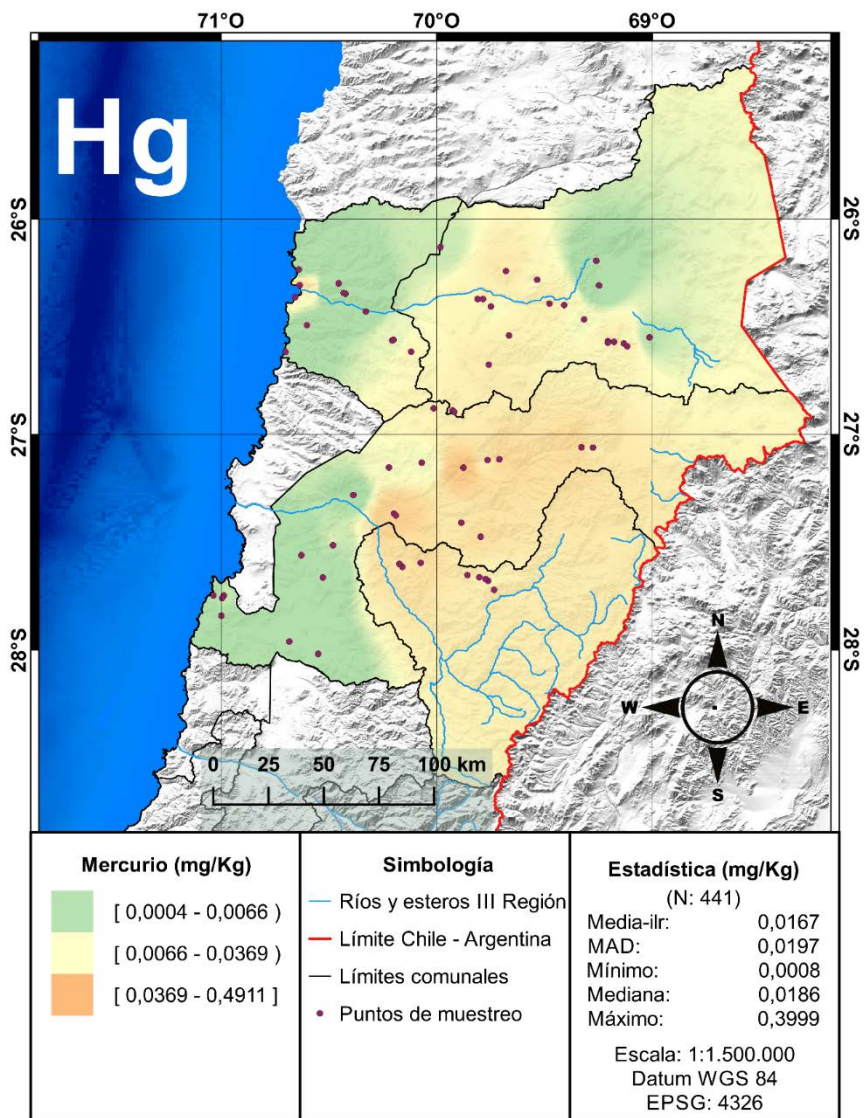 71°O 70°O 69°O
Hg
26°S 26°S
27°S 27°S
28°S 28°S
N
W E
S
0 25 50 75 100 km
Mercurio (mg/Kg)
[ 0,0004 - 0,0066 )
[ 0,0066 - 0,0369 )
[ 0,0369 - 0,4911 ]
Simbología
Ríos y esteros III Región
Límite Chile - Argentina
Límites comunales
Puntos de muestreo
Estadística (mg/Kg)
(N: 441)
Media-ilr: 0,0167
MAD: 0,0197
Mínimo: 0,0008
Mediana: 0,0186
Máximo: 0,3999
Escala: 1:1.500.000
Datum WGS 84
EPSG: 4326